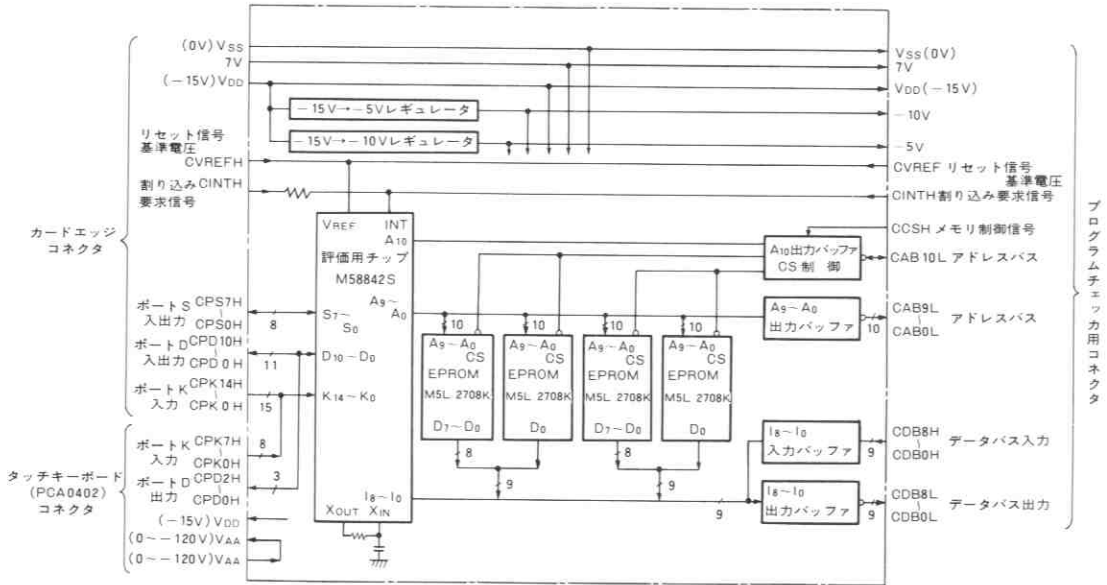 (0V)VSS
7V
(−15V)VDD
リセット信号
基準電圧
CVREFH
割り込み CINTH
要求信号
カードエッジ
コネクタ
ポートS CPS7H
入出力 CPS0H
8
ポートD CPD10H
入出力 CPD0H
11
ポートK CPK14H
入力 CPK0H
15
ポートK CPK7H
入力 CPK0H
8
タッチキーボード
(PCA0402)
コネクタ
ポートD CPD2H
出力 CPD0H
3
(−15V)VDD
(0〜−120V)VAA
(0〜−120V)VAA
−15V→−5Vレギュレータ
−15V→−10Vレギュレータ
VREF INT
A10
評価用チップ
M58842S
A9〜
A0
S7〜
S0
D10〜D0
K14〜K0
I8〜I0
XOUT XIN
10
10
10
10
A9〜A0
CS
EPROM
M5L 2708K
D7〜D0
A9〜A0
CS
EPROM
M5L 2708K
D0
A9〜A0
CS
EPROM
M5L 2708K
D7〜D0
A9〜A0
CS
EPROM
M5L 2708K
D0
8
9
8
9
9
A10出力バッファ
CS 制御
A9〜A0
出力バッファ
I8〜I0
入力バッファ
I8〜I0
出力バッファ
VSS(0V)
7V
VDD(−15V)
−10V
−5V
CVREF リセット信号
基準電圧
CINTH割り込み要求信号
CCSH メモリ制御信号
CAB10L アドレスバス
CAB9L
CAB0L
10
アドレスバス
CDB8H
CDB0H
9
データバス入力
CDB8L
CDB0L
9
データバス出力
プログラムチェッカ用コネクタ